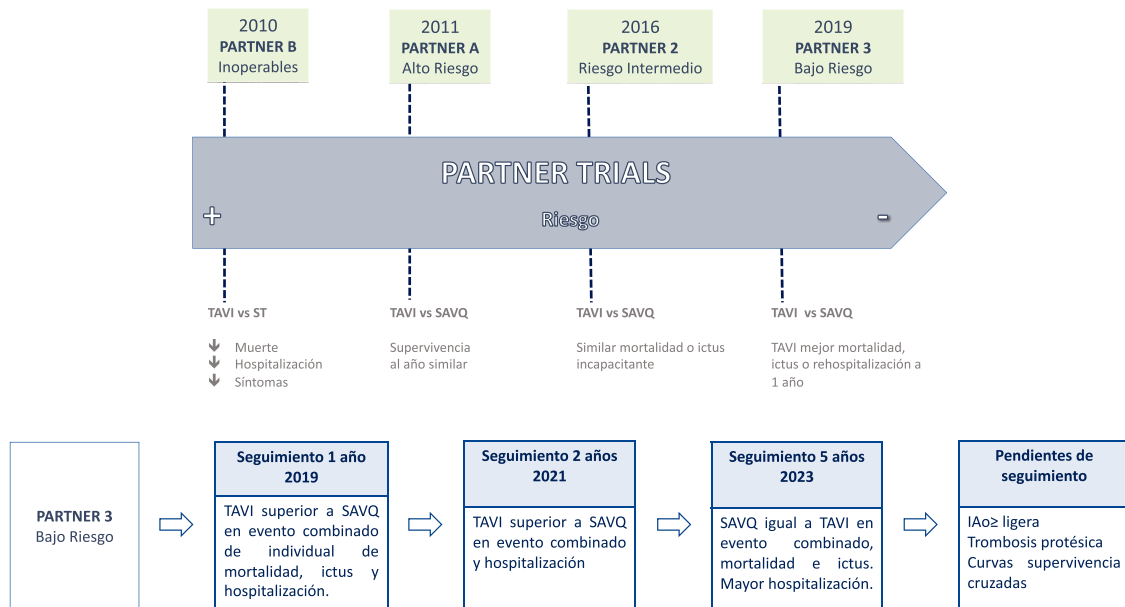 2010
PARTNER B
Inoperables
2011
PARTNER A
Alto Riesgo
2016
PARTNER 2
Riesgo Intermedio
2019
PARTNER 3
Bajo Riesgo
PARTNER TRIALS
+
Riesgo
-
TAVI vs ST
Muerte
Hospitalización
Síntomas
TAVI vs SAVQ
Supervivencia
al año similar
TAVI vs SAVQ
Similar mortalidad o ictus
incapacitante
TAVI vs SAVQ
TAVI mejor mortalidad,
ictus o rehospitalización a
1 año
PARTNER 3
Bajo Riesgo
Seguimiento 1 año
2019
TAVI superior a SAVQ
en evento combinado
de individual de
mortalidad, ictus y
hospitalización.
Seguimiento 2 años
2021
TAVI superior a SAVQ
en evento combinado
y hospitalización
Seguimiento 5 años
2023
SAVQ igual a TAVI en
evento combinado,
mortalidad e ictus.
Mayor hospitalización.
Pendientes de
seguimiento
IAo≥ ligera
Trombosis protésica
Curvas supervivencia
cruzadas